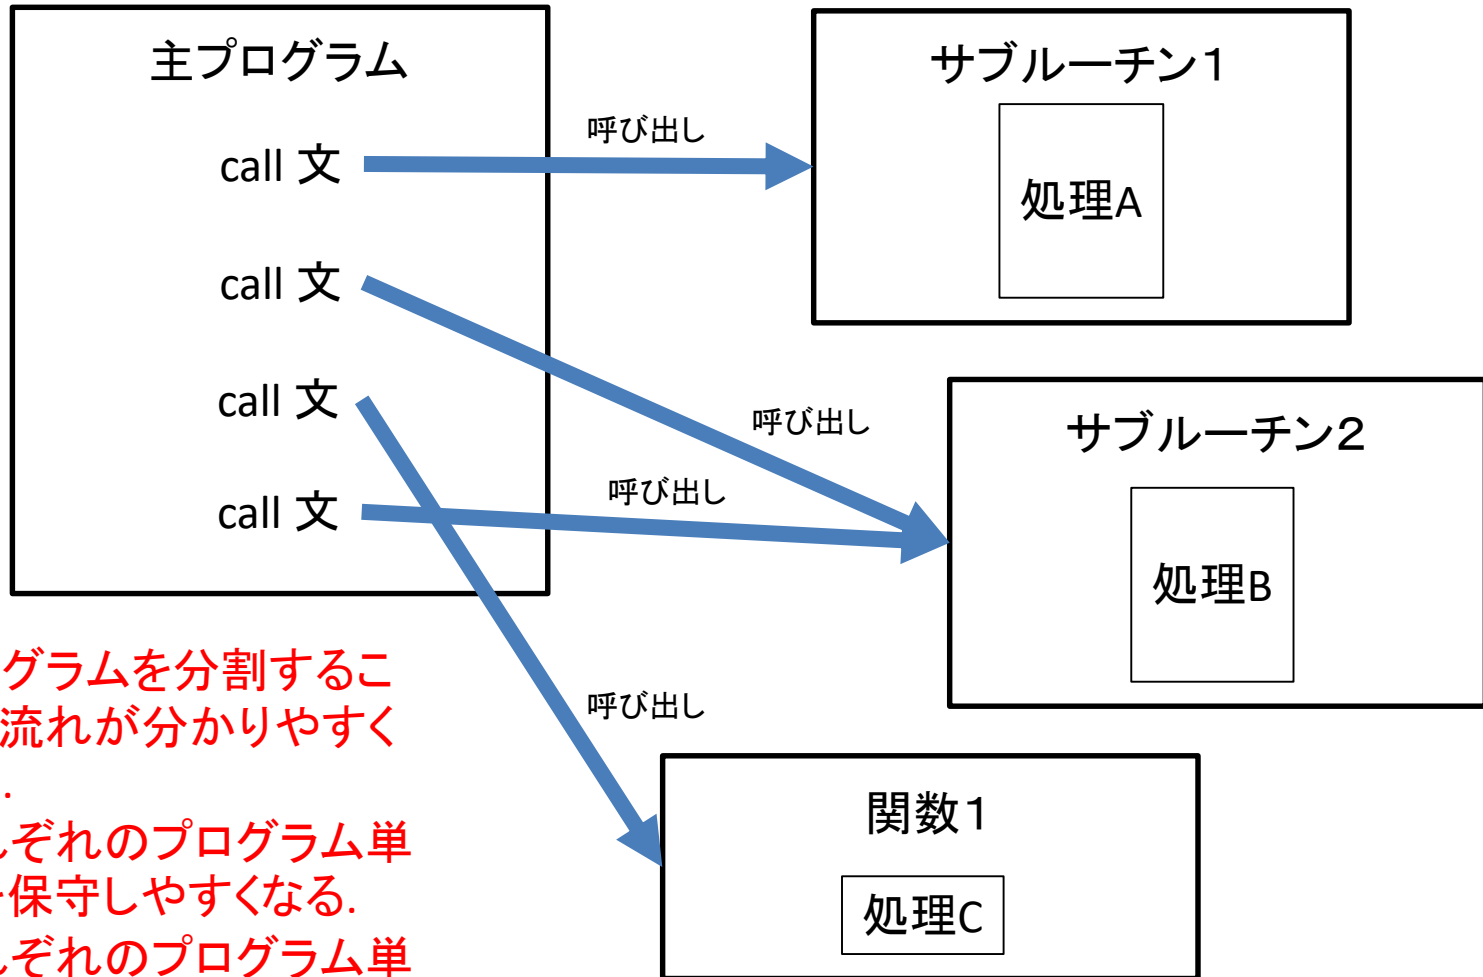 主プログラム
call 文
call 文
call 文
call 文
呼び出し
呼び出し
呼び出し
呼び出し
サブルーチン1
処理A
サブルーチン2
処理B
関数1
処理C
グラムを分割するこ
流れが分かりやすく
.
ぞれのプログラム単
保守しやすくなる.
ぞれのプログラム単